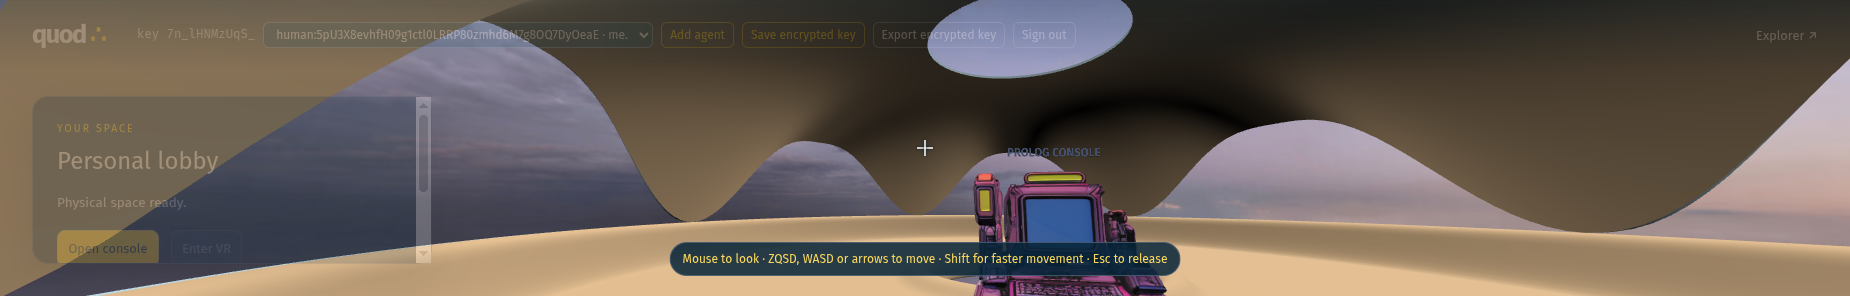 quod
key 7n_lHNMzUqS_
human:5pU3X8evhfH09g1ctl0LRRP80zmhd6M7g8OQ7DyOeaE · me.
Add agent
Save encrypted key
Export encrypted key
Sign out
Explorer ↗
YOUR SPACE
Personal lobby
Physical space ready.
Open console
Enter VR
PROLOG CONSOLE
Mouse to look · ZQSD, WASD or arrows to move · Shift for faster movement · Esc to release